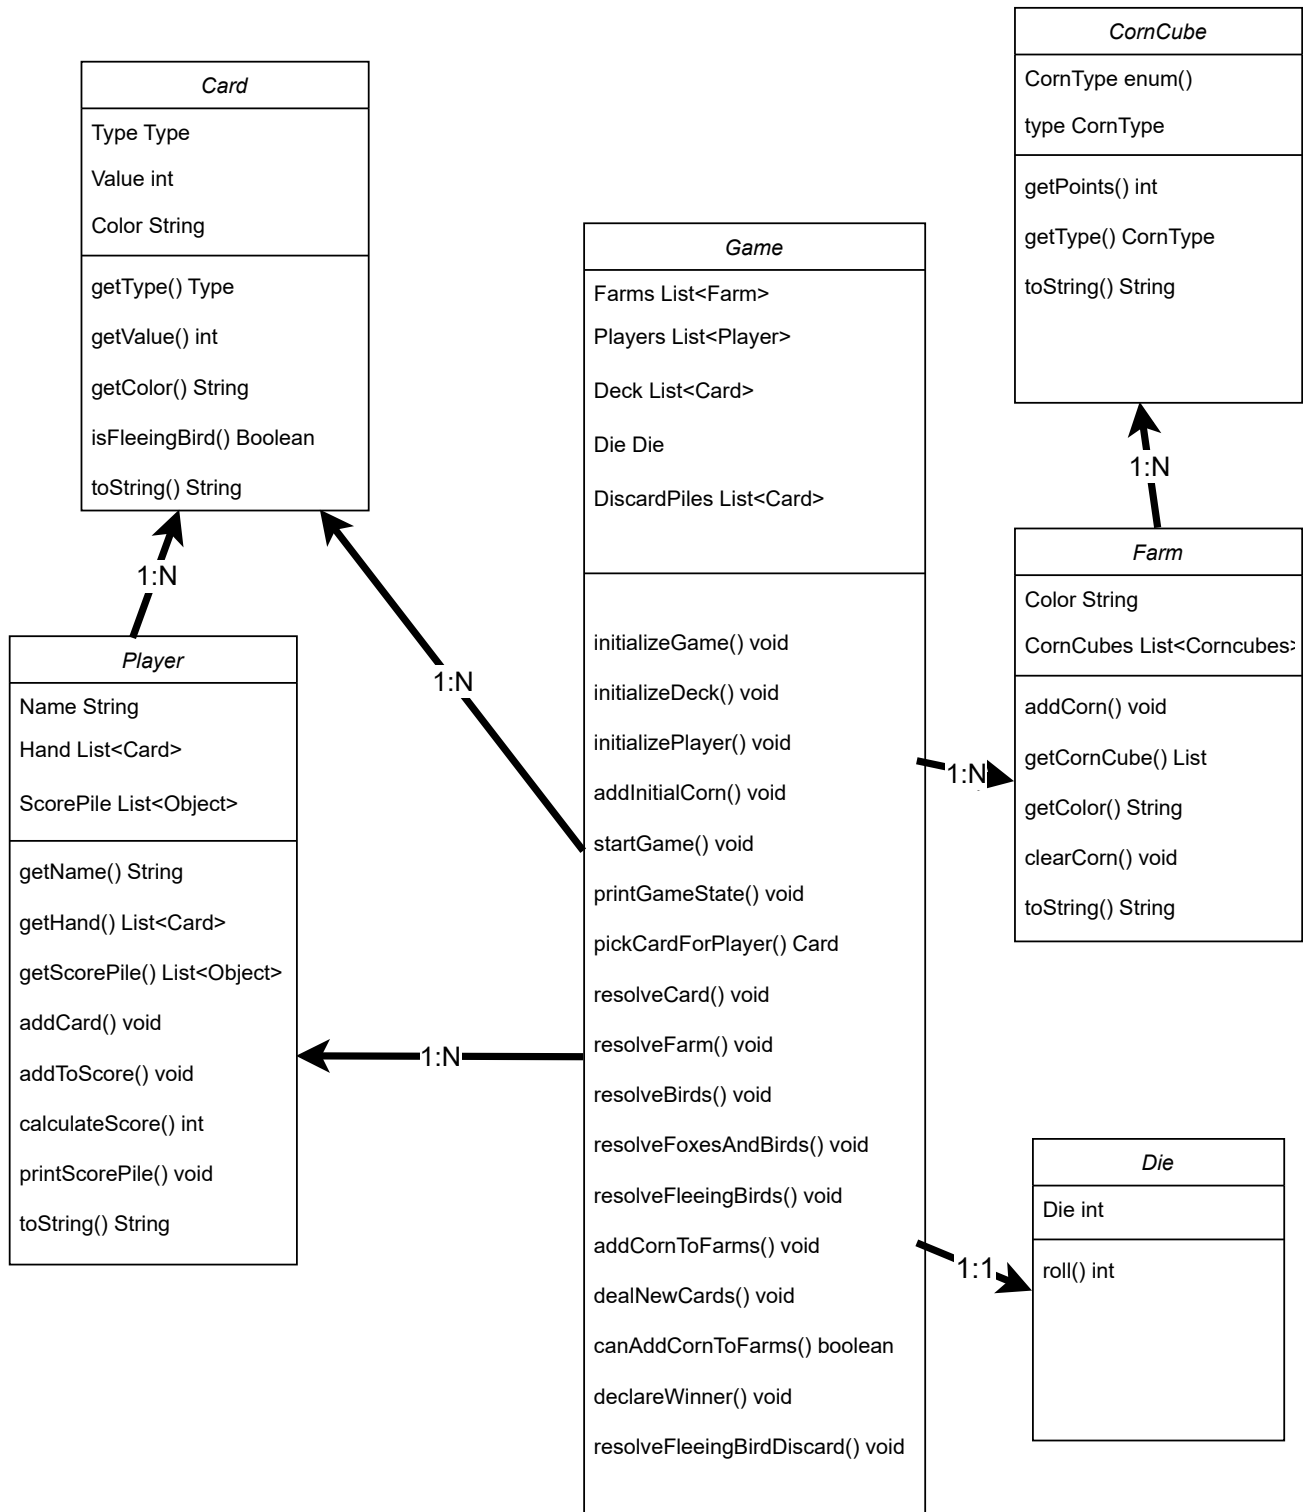 Card
Type Type
Value int
Color String
getType() Type
getValue() int
getColor() String
isFleeingBird() Boolean
toString() String
1:N
Player
Name String
Hand List<Card>
ScorePile List<Object>
getName() String
getHand() List<Card>
getScorePile() List<Object>
addCard() void
addToScore() void
calculateScore() int
printScorePile() void
toString() String
1:N
1:N
Game
Farms List<Farm>
Players List<Player>
Deck List<Card>
Die Die
DiscardPiles List<Card>
initializeGame() void
initializeDeck() void
initializePlayer() void
addInitialCorn() void
startGame() void
printGameState() void
pickCardForPlayer() Card
resolveCard() void
resolveFarm() void
resolveBirds() void
resolveFoxesAndBirds() void
resolveFleeingBirds() void
addCornToFarms() void
dealNewCards() void
canAddCornToFarms() boolean
declareWinner() void
resolveFleeingBirdDiscard() void
1:N
1:1
CornCube
CornType enum()
type CornType
getPoints() int
getType() CornType
toString() String
1:N
Farm
Color String
CornCubes List<Corncubes>
addCorn() void
getCornCube() List
getColor() String
clearCorn() void
toString() String
Die
Die int
roll() int